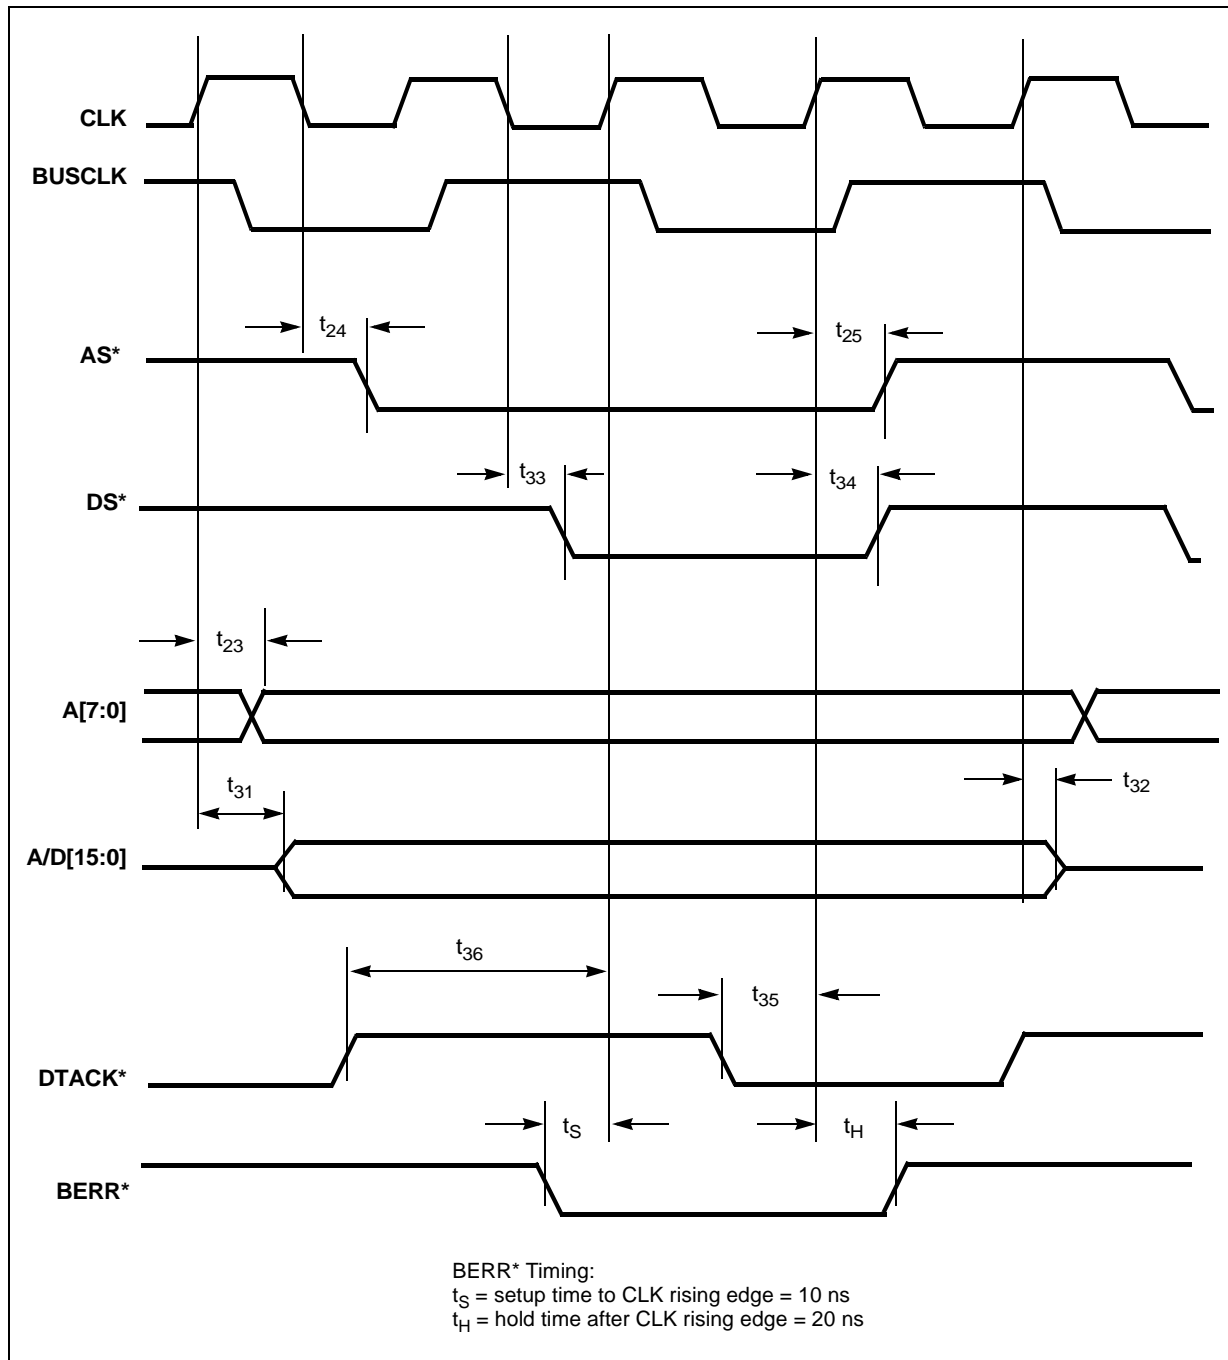 CLK
BUSCLK
t24
t25
AS*
t33
t34
DS*
t23
A[7:0]
t31
t32
A/D[15:0]
t36
t35
DTACK*
tS
tH
BERR*
BERR* Timing:
tS = setup time to CLK rising edge = 10 ns
tH = hold time after CLK rising edge = 20 ns